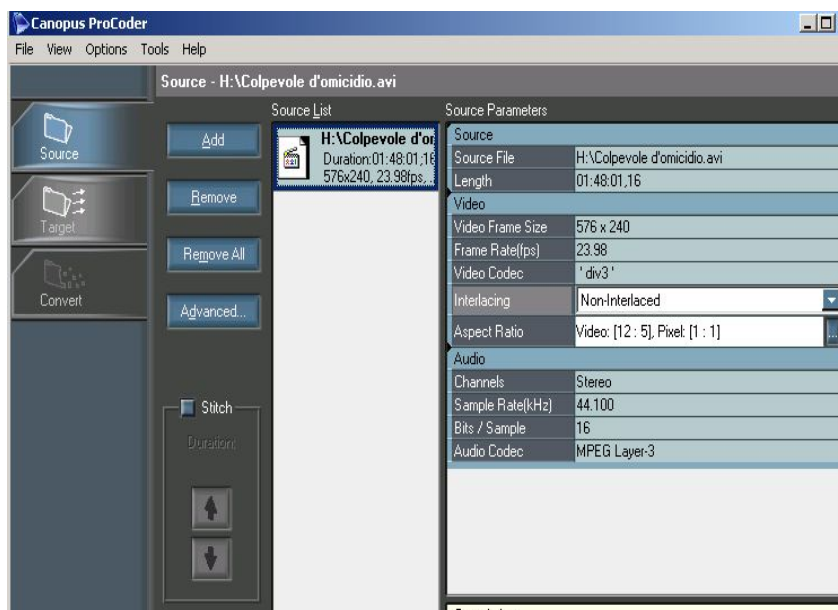 Canopus ProCoder
File View Options Tools Help
Source - H:\Colpevole d'omicidio.avi
Source
Target
Convert
Add
Remove
Remove All
Advanced...
Stitch
Duration:
Source List
H:\Colpevole d'o
Duration:01:48:01;16
576x240, 23.98fps, ..
Source Parameters
Source
Source File H:\Colpevole d'omicidio.avi
Length 01:48:01,16
Video
Video Frame Size 576 x 240
Frame Rate(fps) 23.98
Video Codec ' div3 '
Interlacing Non-Interlaced
Aspect Ratio Video: [12 : 5], Pixel: [1 : 1] ...
Audio
Channels Stereo
Sample Rate(kHz) 44.100
Bits / Sample 16
Audio Codec MPEG Layer-3